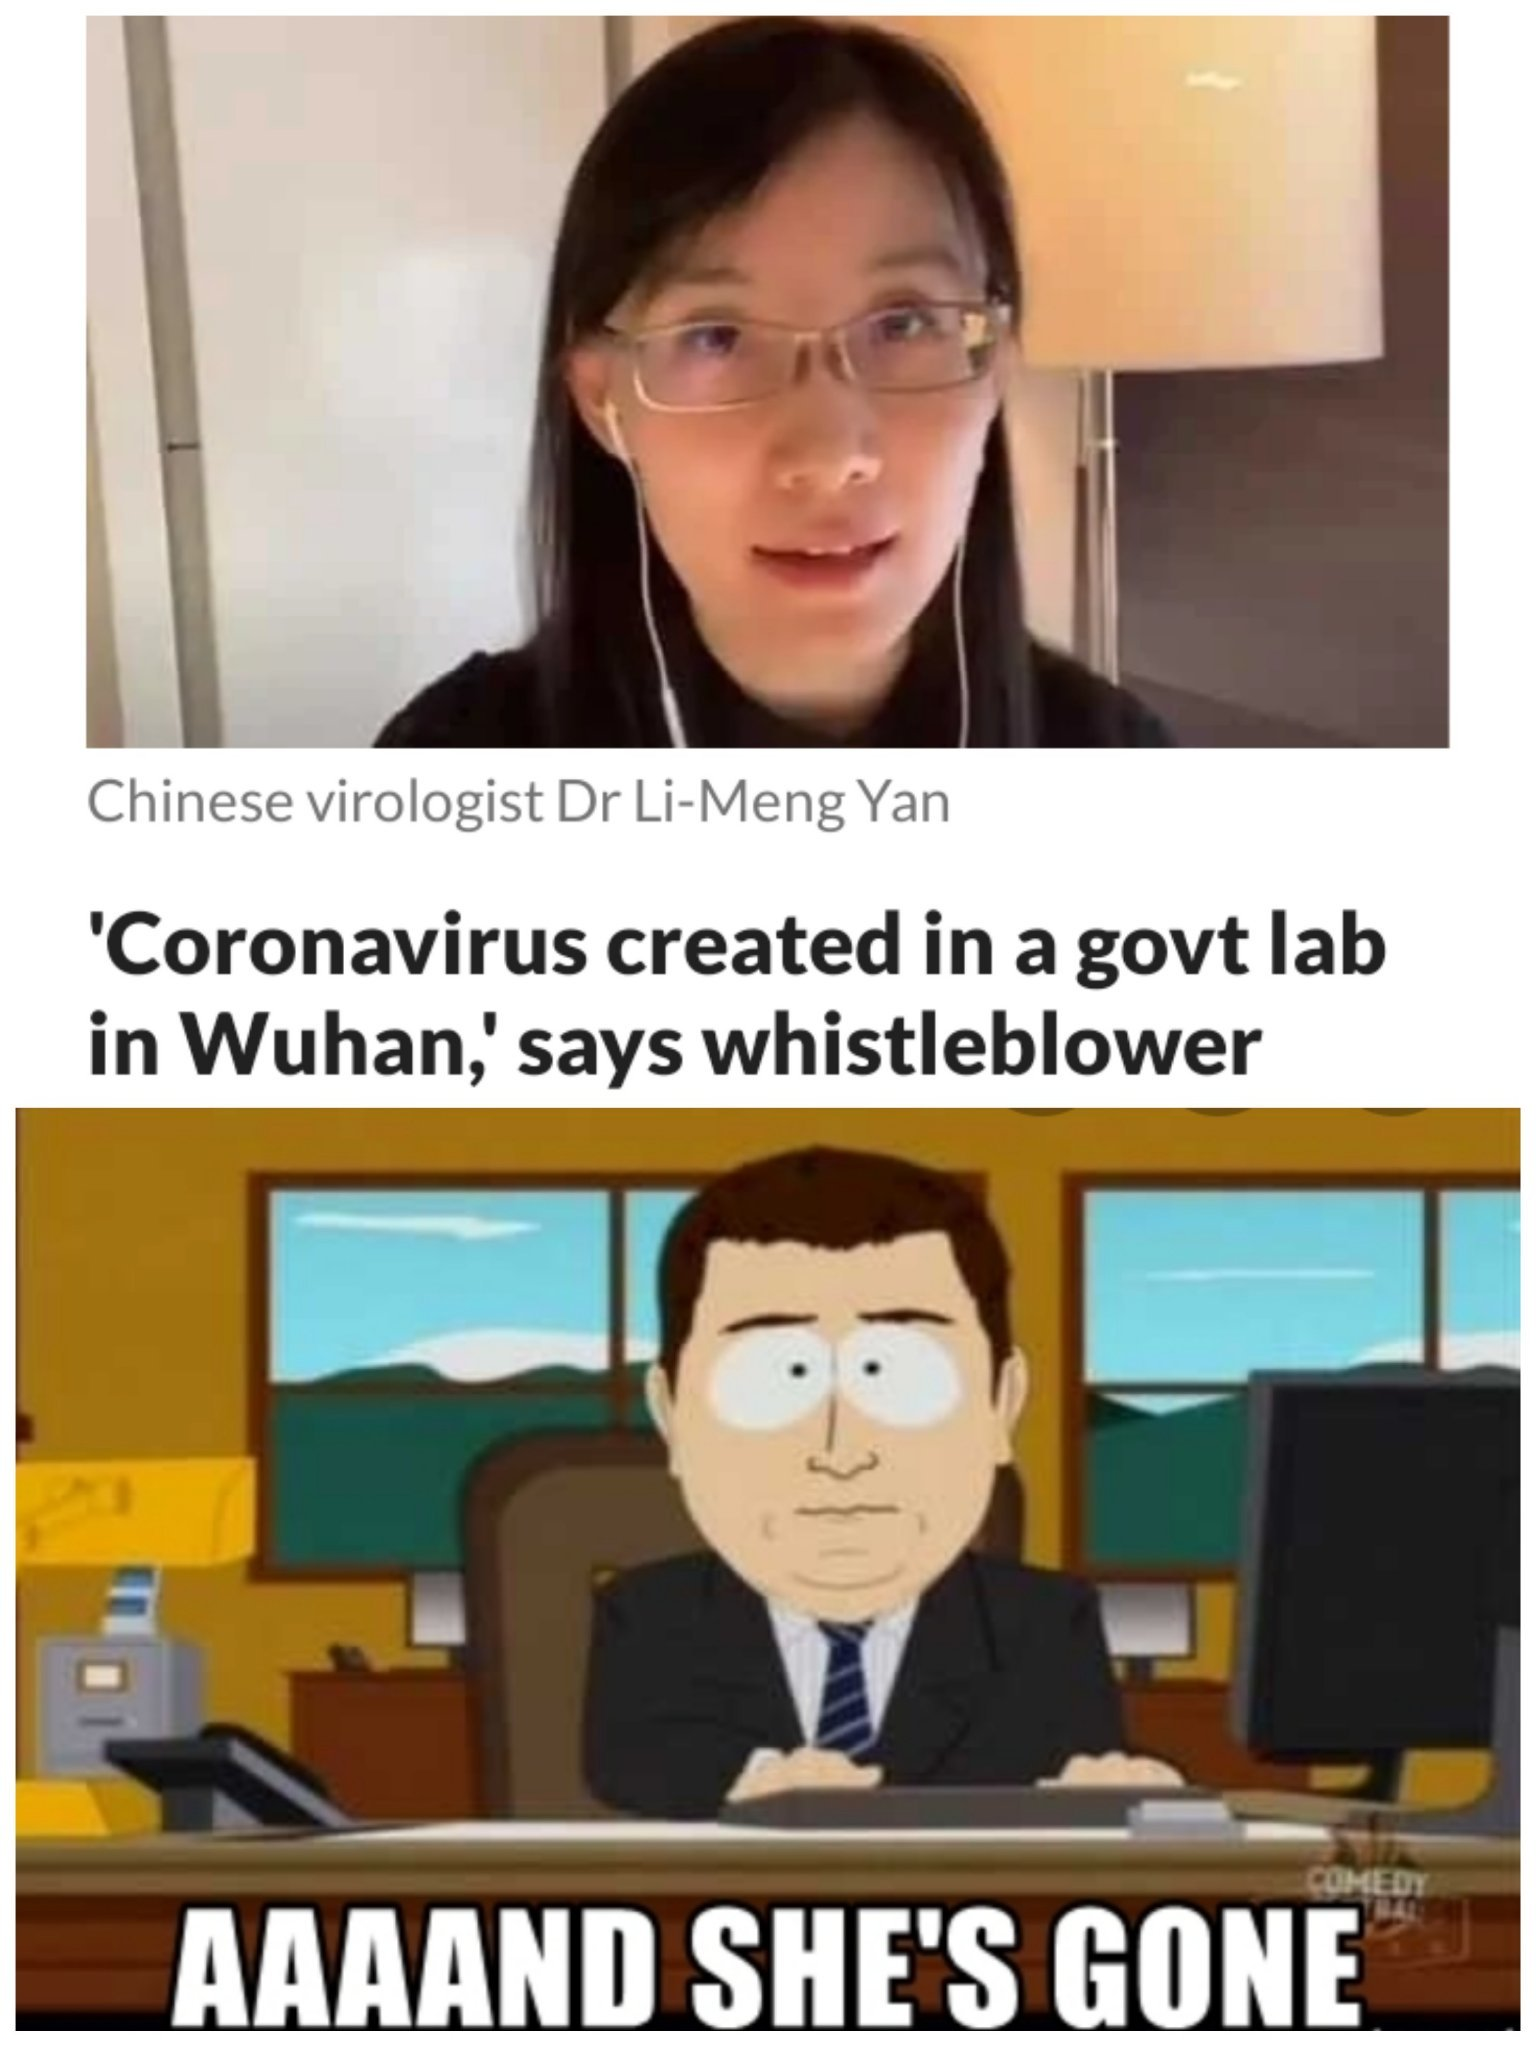 Chinese virologist Dr Li-Meng Yan
'Coronavirus created in a govt lab
in Wuhan,' says whistleblower
COMEDY
AAAAND SHE'S GONE